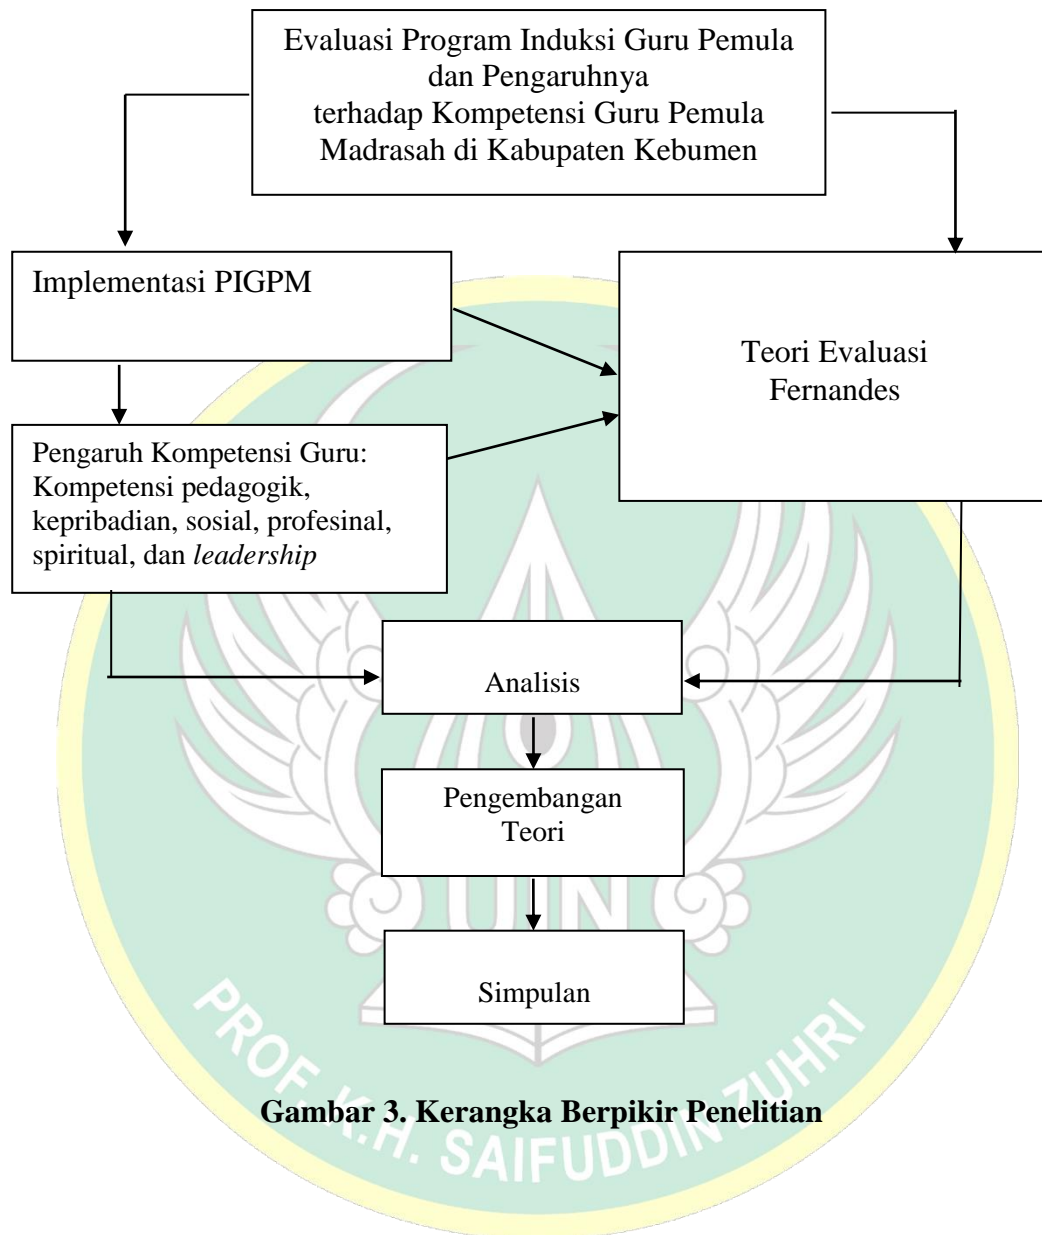 Evaluasi Program Induksi Guru Pemula
dan Pengaruhnya
terhadap Kompetensi Guru Pemula
Madrasah di Kabupaten Kebumen
Implementasi PIGPM
Teori Evaluasi
Fernandes
Pengaruh Kompetensi Guru:
Kompetensi pedagogik,
kepribadian, sosial, profesinal,
spiritual, dan leadership
Analisis
Pengembangan
Teori
Simpulan
Gambar 3. Kerangka Berpikir Penelitian
UIN
PROF. K.H. SAIFUDDIN ZUHRI